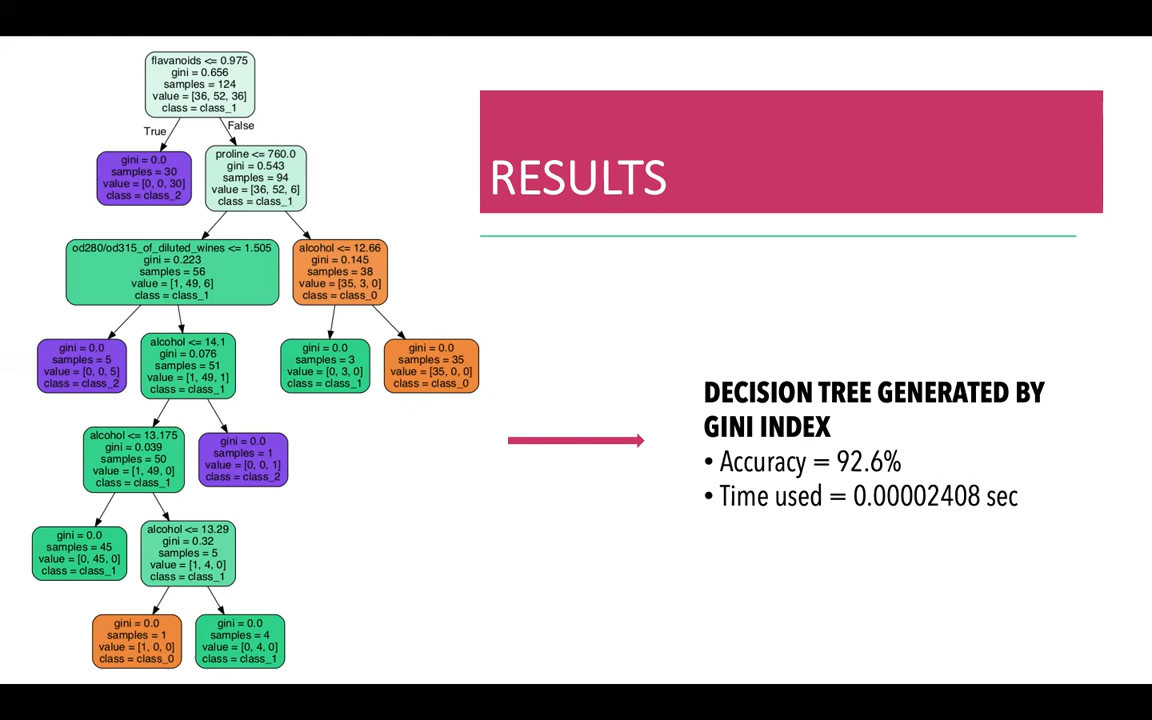 flavanoids <= 0.975
gini = 0.656
samples = 124
value = [36, 52, 36]
class = class_1
True
False
gini = 0.0
samples = 30
value = [0, 0, 30]
class = class_2
proline <= 760.0
gini = 0.543
samples = 94
value = [36, 52, 6]
class = class_1
od280/od315_of_diluted_wines <= 1.505
gini = 0.223
samples = 56
value = [1, 49, 6]
class = class_1
alcohol <= 12.66
gini = 0.145
samples = 38
value = [35, 3, 0]
class = class_0
gini = 0.0
samples = 5
value = [0, 0, 5]
class = class_2
alcohol <= 14.1
gini = 0.076
samples = 51
value = [1, 49, 1]
class = class_1
gini = 0.0
samples = 3
value = [0, 3, 0]
class = class_1
gini = 0.0
samples = 35
value = [35, 0, 0]
class = class_0
alcohol <= 13.175
gini = 0.039
samples = 50
value = [1, 49, 0]
class = class_1
gini = 0.0
samples = 1
value = [0, 0, 1]
class = class_2
gini = 0.0
samples = 45
value = [0, 45, 0]
class = class_1
alcohol <= 13.29
gini = 0.32
samples = 5
value = [1, 4, 0]
class = class_1
gini = 0.0
samples = 1
value = [1, 0, 0]
class = class_0
gini = 0.0
samples = 4
value = [0, 4, 0]
class = class_1
RESULTS
DECISION TREE GENERATED BY
GINI INDEX
• Accuracy = 92.6%
• Time used = 0.00002408 sec